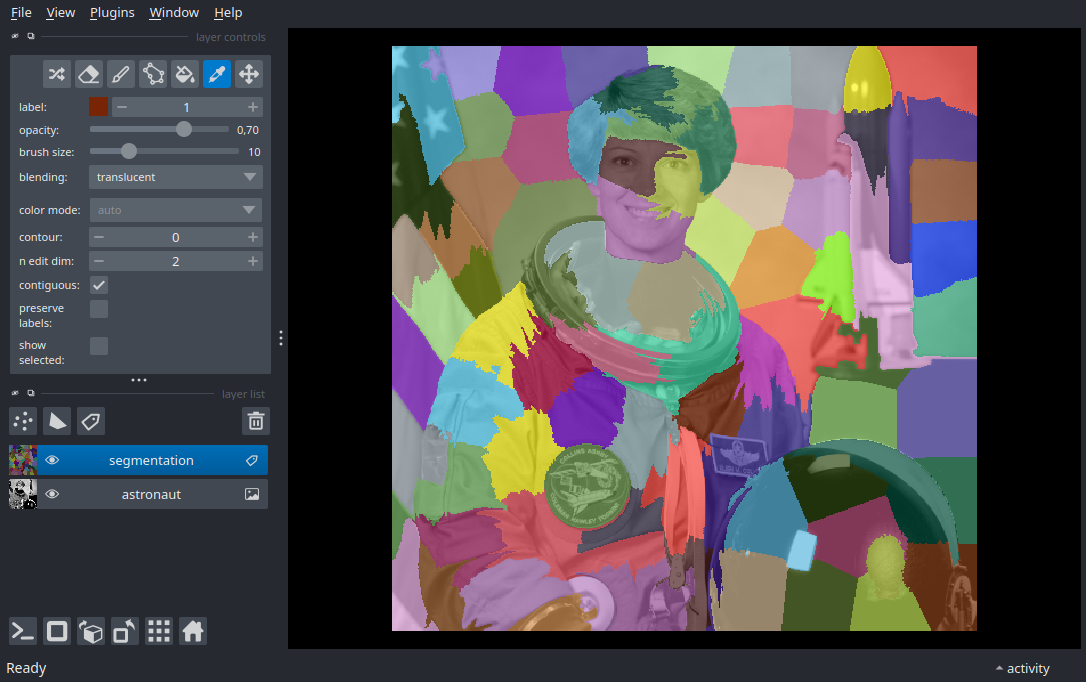 File View Plugins Window Help
layer controls
label: 1
opacity: 0,70
brush size: 10
blending: translucent
color mode: auto
contour: 0
n edit dim: 2
contiguous:
preserve
labels:
show
selected:
layer list
segmentation
astronaut
Ready
activity